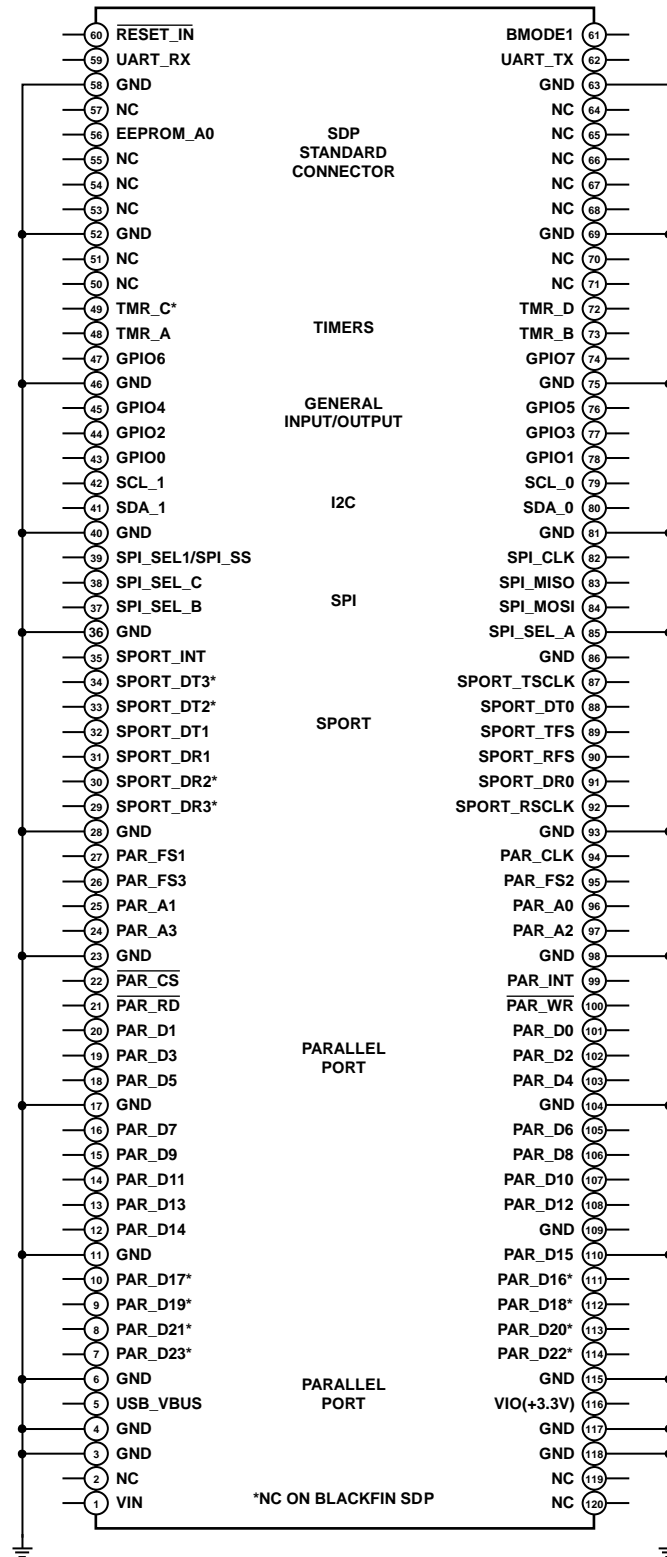 60 RESET_IN BMODE1 61
59 UART_RX UART_TX 62
58 GND GND 63
57 NC NC 64
56 EEPROM_A0 SDP NC 65
STANDARD
55 NC NC 66
CONNECTOR
54 NC NC 67
53 NC NC 68
52 GND GND 69
51 NC NC 70
50 NC NC 71
49 TMR_C* TMR_D 72
48 TMR_A TIMERS TMR_B 73
47 GPIO6 GPIO7 74
46 GND GND 75
45 GPIO4 GENERAL GPIO5 76
INPUT/OUTPUT
44 GPIO2 GPIO3 77
43 GPIO0 GPIO1 78
42 SCL_1 SCL_0 79
41 SDA_1 I2C SDA_0 80
40 GND GND 81
39 SPI_SEL1/SPI_SS SPI_CLK 82
38 SPI_SEL_C SPI_MISO 83
37 SPI_SEL_B SPI SPI_MOSI 84
36 GND SPI_SEL_A 85
35 SPORT_INT GND 86
34 SPORT_DT3* SPORT_TSCLK 87
33 SPORT_DT2* SPORT_DT0 88
32 SPORT_DT1 SPORT SPORT_TFS 89
31 SPORT_DR1 SPORT_RFS 90
30 SPORT_DR2* SPORT_DR0 91
29 SPORT_DR3* SPORT_RSCLK 92
28 GND GND 93
27 PAR_FS1 PAR_CLK 94
26 PAR_FS3 PAR_FS2 95
25 PAR_A1 PAR_A0 96
24 PAR_A3 PAR_A2 97
23 GND GND 98
22 PAR_CS PAR_INT 99
21 PAR_RD PAR_WR 100
20 PAR_D1 PAR_D0 101
19 PAR_D3 PARALLEL PAR_D2 102
PORT
18 PAR_D5 PAR_D4 103
17 GND GND 104
16 PAR_D7 PAR_D6 105
15 PAR_D9 PAR_D8 106
14 PAR_D11 PAR_D10 107
13 PAR_D13 PAR_D12 108
12 PAR_D14 GND 109
11 GND PAR_D15 110
10 PAR_D17* PAR_D16* 111
9 PAR_D19* PAR_D18* 112
8 PAR_D21* PAR_D20* 113
7 PAR_D23* PAR_D22* 114
6 GND PARALLEL GND 115
5 USB_VBUS PORT VIO(+3.3V) 116
4 GND GND 117
3 GND GND 118
2 NC NC 119
1 VIN *NC ON BLACKFIN SDP NC 120